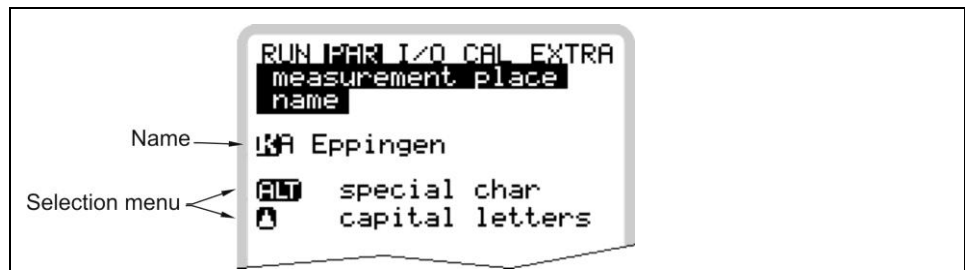 RUN PAR I/O CAL EXTRA
measurement place
name
Name
KA Eppingen
Selection menu
ALT special char
capital letters